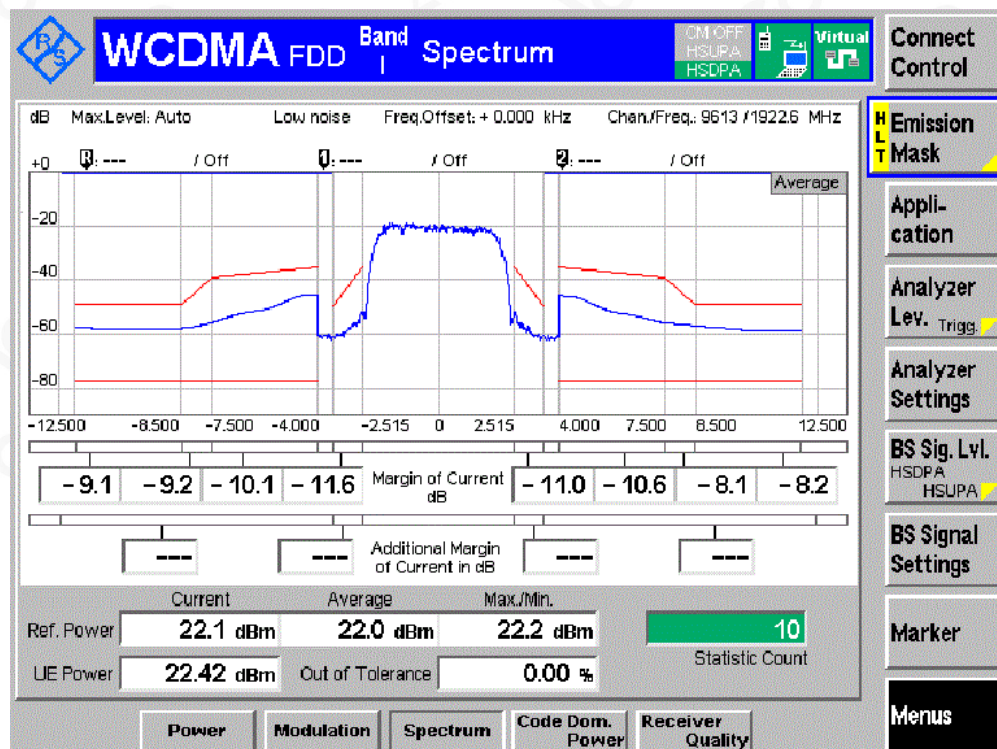 R/S WCDMA FDD Band I Spectrum
CM OFF
HSUPA
HSDPA
Virtual
Connect Control
dB Max.Level: Auto Low noise Freq.Offset: + 0.000 kHz Chan./Freq.: 9613 / 1922.6 MHz
R: --- / Off 1: --- / Off 2: --- / Off
Average
+0
-20
-40
-60
-80
-12.500 -8.500 -7.500 -4.000 -2.515 0 2.515 4.000 7.500 8.500 12.500
HLT
Emission Mask
Appli-
cation
Analyzer
Lev. Trigg.
Analyzer
Settings
- 9.1 - 9.2 - 10.1 - 11.6 Margin of Current dB - 11.0 - 10.6 - 8.1 - 8.2
--- --- Additional Margin of Current in dB --- ---
BS Sig. Lvl.
HSDPA
HSUPA
BS Signal
Settings
Current Average Max./Min.
Ref. Power 22.1 dBm 22.0 dBm 22.2 dBm 10
Statistic Count
UE Power 22.42 dBm Out of Tolerance 0.00 %
Marker
Menus
Power Modulation Spectrum Code Dom. Power Receiver Quality